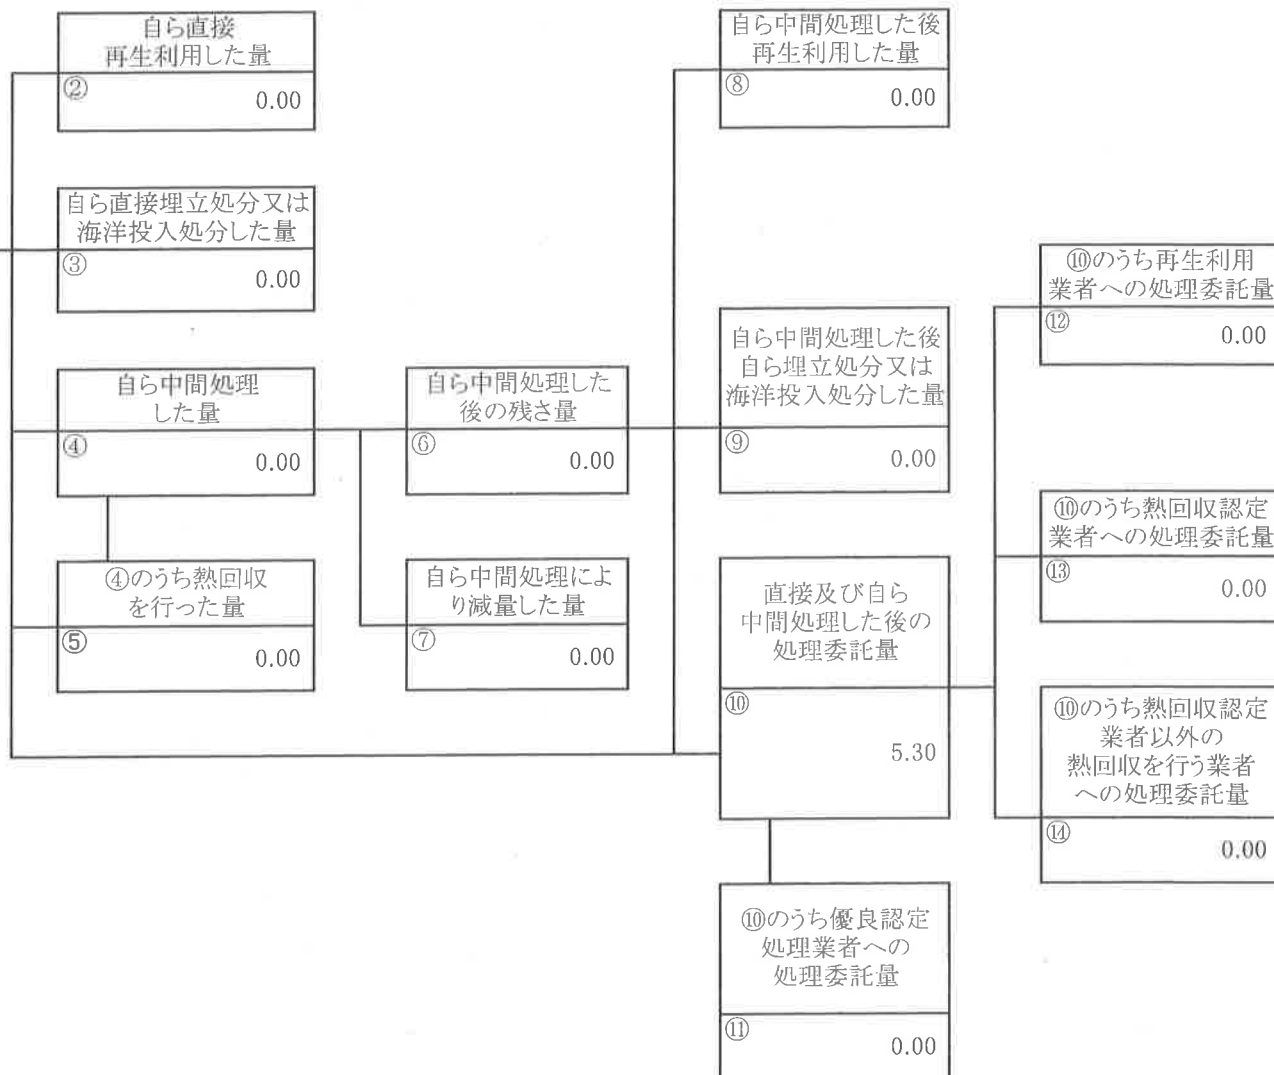 自ら直接
再生利用した量
②
0.00
自ら直接埋立処分又は
海洋投入処分した量
③
0.00
自ら中間処理
した量
④
0.00
④のうち熱回収
を行った量
⑤
0.00
自ら中間処理した
後の残さ量
⑥
0.00
自ら中間処理によ
り減量した量
⑦
0.00
自ら中間処理した後
再生利用した量
⑧
0.00
自ら中間処理した後
自ら埋立処分又は
海洋投入処分した量
⑨
0.00
直接及び自ら
中間処理した後の
処理委託量
⑩
5.30
⑩のうち優良認定
処理業者への
処理委託量
⑪
0.00
⑩のうち再生利用
業者への処理委託量
⑫
0.00
⑩のうち熱回収認定
業者への処理委託量
⑬
0.00
⑩のうち熱回収認定
業者以外の
熱回収を行う業者
への処理委託量
⑭
0.00